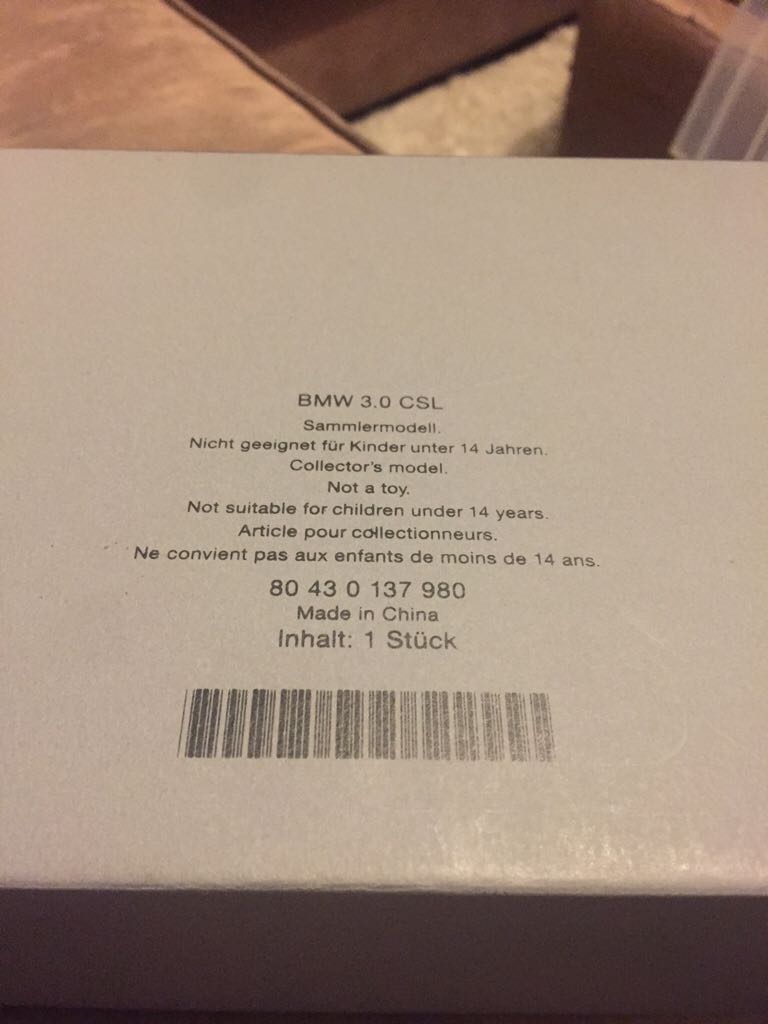 BMW 3.0 CSL
Sammlermodell.
Nicht geeignet für Kinder unter 14 Jahren.
Collector's model.
Not a toy.
Not suitable for children under 14 years.
Article pour collectionneurs.
Ne convient pas aux enfants de moins de 14 ans.
80 43 0 137 980
Made in China
Inhalt: 1 Stück